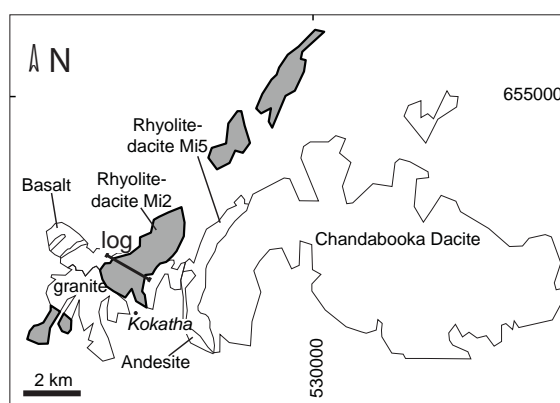 N
655000
Rhyolite-
dacite Mi5
Basalt
Rhyolite-
dacite Mi2
log
Chandabooka Dacite
granite
Kokatha
Andesite
2 km
530000